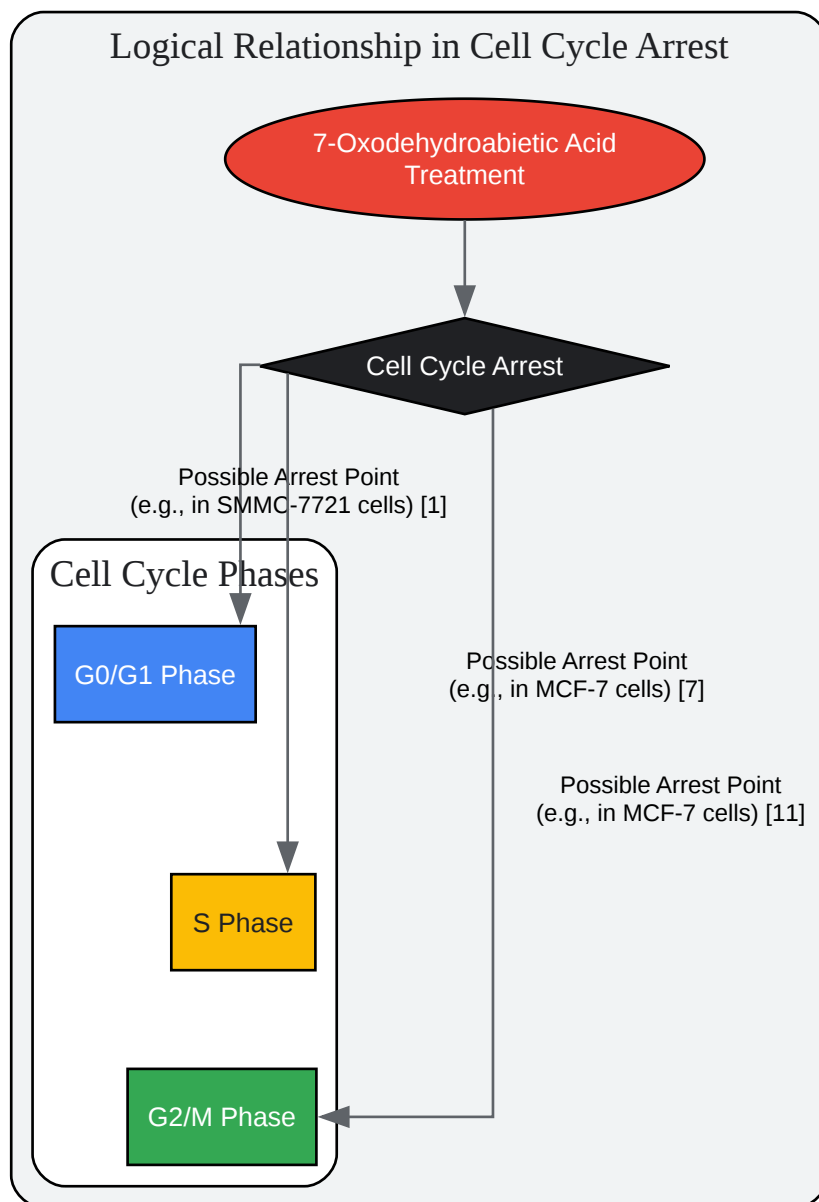 Logical Relationship in Cell Cycle Arrest
7-Oxodehydroabietic Acid
Treatment
Cell Cycle Arrest
Possible Arrest Point
(e.g., in SMMC-7721 cells) [1]
Cell Cycle Phases
G0/G1 Phase
Possible Arrest Point
(e.g., in MCF-7 cells) [7]
Possible Arrest Point
(e.g., in MCF-7 cells) [11]
S Phase
G2/M Phase